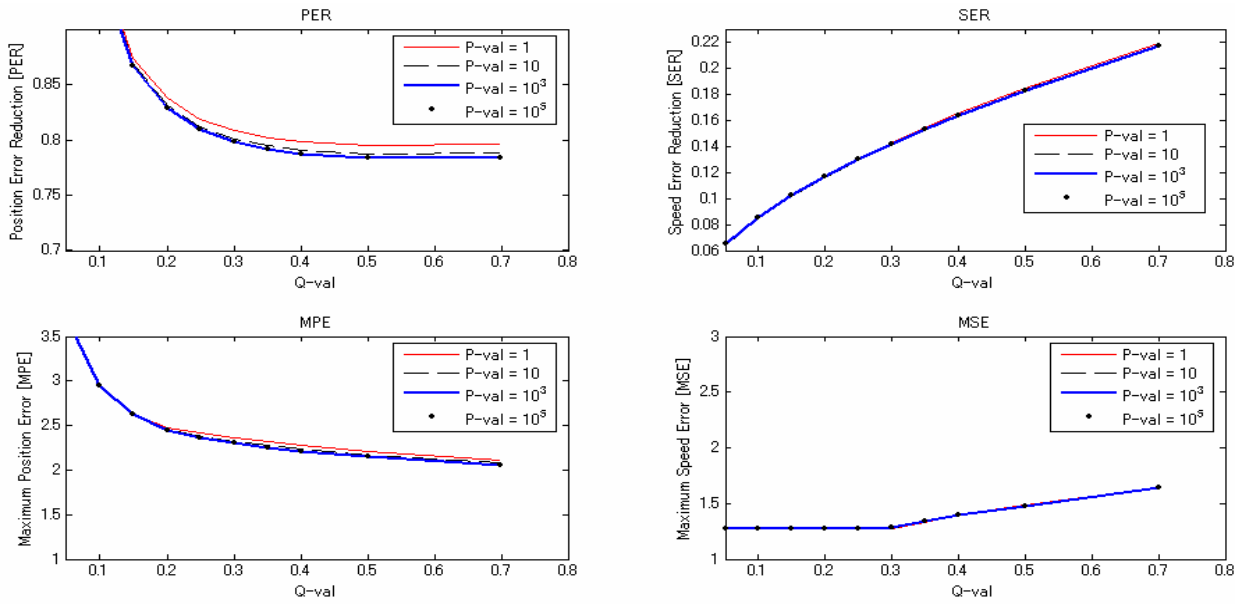 PER
Position Error Reduction [PER]
0.85
0.8
0.75
0.7
0.1 0.2 0.3 0.4 0.5 0.6 0.7 0.8
Q-val
P-val = 1
P-val = 10
P-val = 10³
P-val = 10⁵
SER
Speed Error Reduction [SER]
0.22
0.2
0.18
0.16
0.14
0.12
0.1
0.08
0.06
0.1 0.2 0.3 0.4 0.5 0.6 0.7 0.8
Q-val
P-val = 1
P-val = 10
P-val = 10³
P-val = 10⁵
MPE
Maximum Position Error [MPE]
3.5
3
2.5
2
1.5
1
0.1 0.2 0.3 0.4 0.5 0.6 0.7 0.8
Q-val
P-val = 1
P-val = 10
P-val = 10³
P-val = 10⁵
MSE
Maximum Speed Error [MSE]
3
2.5
2
1.5
1
0.1 0.2 0.3 0.4 0.5 0.6 0.7 0.8
Q-val
P-val = 1
P-val = 10
P-val = 10³
P-val = 10⁵